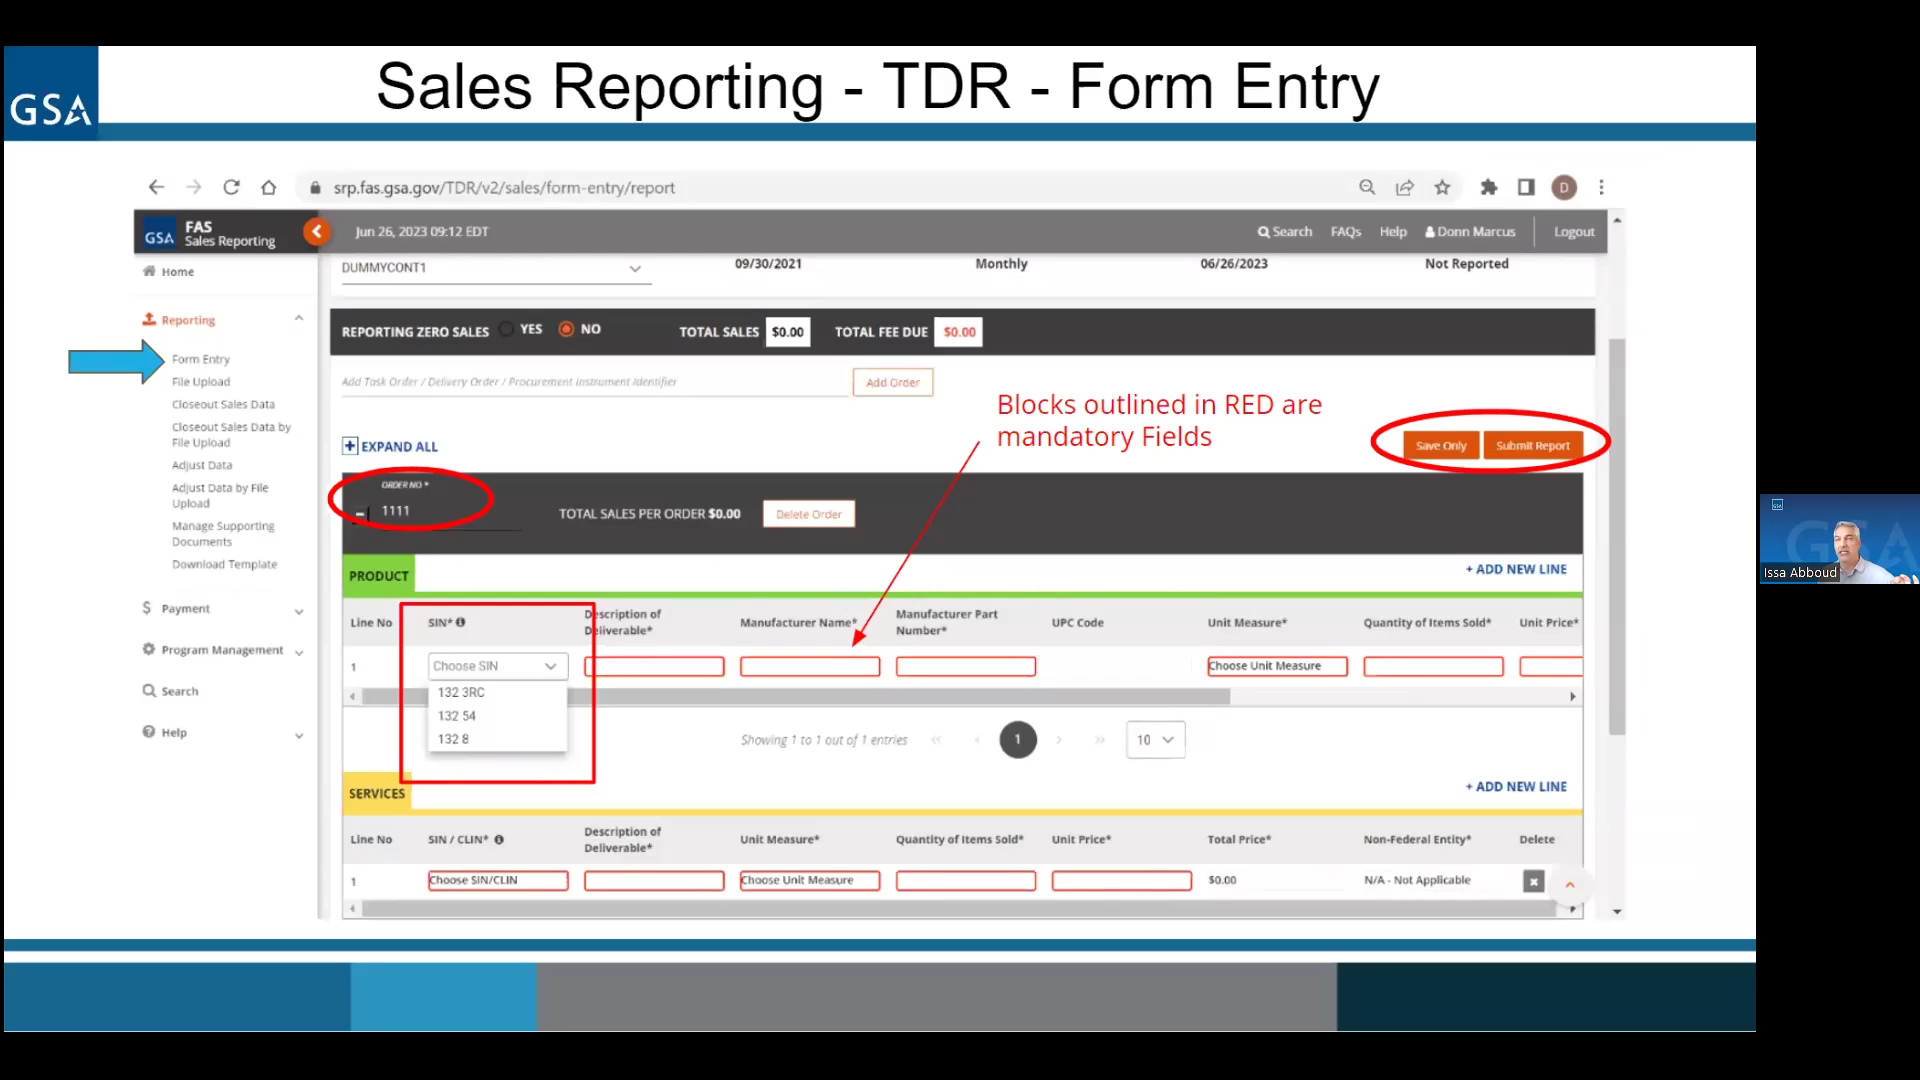 GSA
Sales Reporting - TDR - Form Entry
srp.fas.gsa.gov/TDR/v2/sales/form-entry/report
D
GSA
FAS
Sales Reporting
Jun 26, 2023 09:12 EDT
Search
FAQs
Help
Donn Marcus
Logout
Home
Reporting
Form Entry
File Upload
Closeout Sales Data
Closeout Sales Data by
File Upload
Adjust Data
Adjust Data by File
Upload
Manage Supporting
Documents
Download Template
$ Payment
Program Management
Search
Help
DUMMYCONT1
09/30/2021
Monthly
06/26/2023
Not Reported
REPORTING ZERO SALES
YES
NO
TOTAL SALES $0.00
TOTAL FEE DUE $0.00
Add Task Order / Delivery Order / Procurement Instrument Identifier
Add Order
Blocks outlined in RED are
mandatory Fields
+ EXPAND ALL
Save Only
Submit Report
ORDER NO *
1111
TOTAL SALES PER ORDER $0.00
Delete Order
PRODUCT
+ ADD NEW LINE
Line No
SIN*
Description of
Deliverable*
Manufacturer Name*
Manufacturer Part
Number*
UPC Code
Unit Measure*
Quantity of Items Sold*
Unit Price*
1
Choose SIN
Choose Unit Measure
132 3RC
132 54
132 8
Showing 1 to 1 out of 1 entries
1
10
SERVICES
+ ADD NEW LINE
Line No
SIN / CLIN*
Description of
Deliverable*
Unit Measure*
Quantity of Items Sold*
Unit Price*
Total Price*
Non-Federal Entity*
Delete
1
Choose SIN/CLIN
Choose Unit Measure
$0.00
N/A - Not Applicable
Issa Abboud